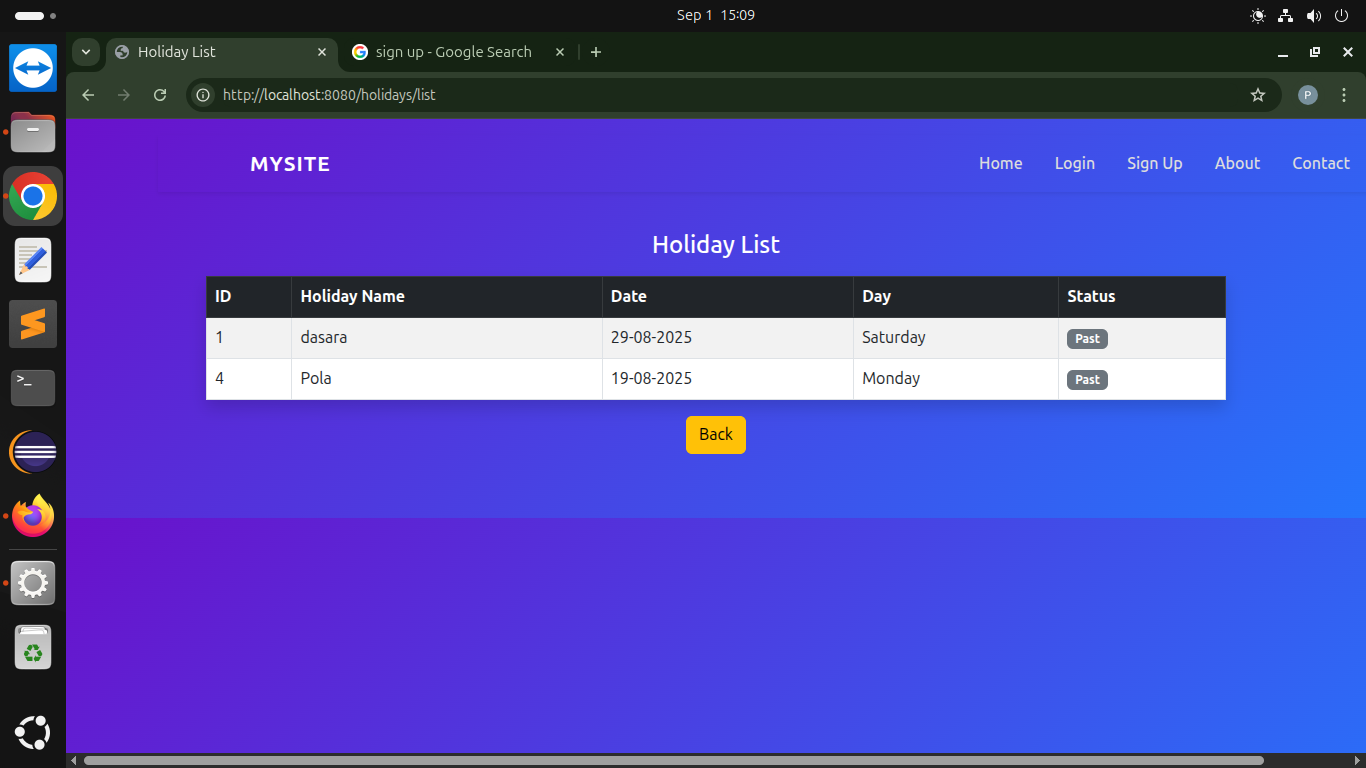 Sep 1 15:09
Holiday List
sign up - Google Search
http://localhost:8080/holidays/list
P
MYSITE
Home Login Sign Up About Contact
Holiday List
ID Holiday Name Date Day Status
1 dasara 29-08-2025 Saturday Past
4 Pola 19-08-2025 Monday Past
Back
>_